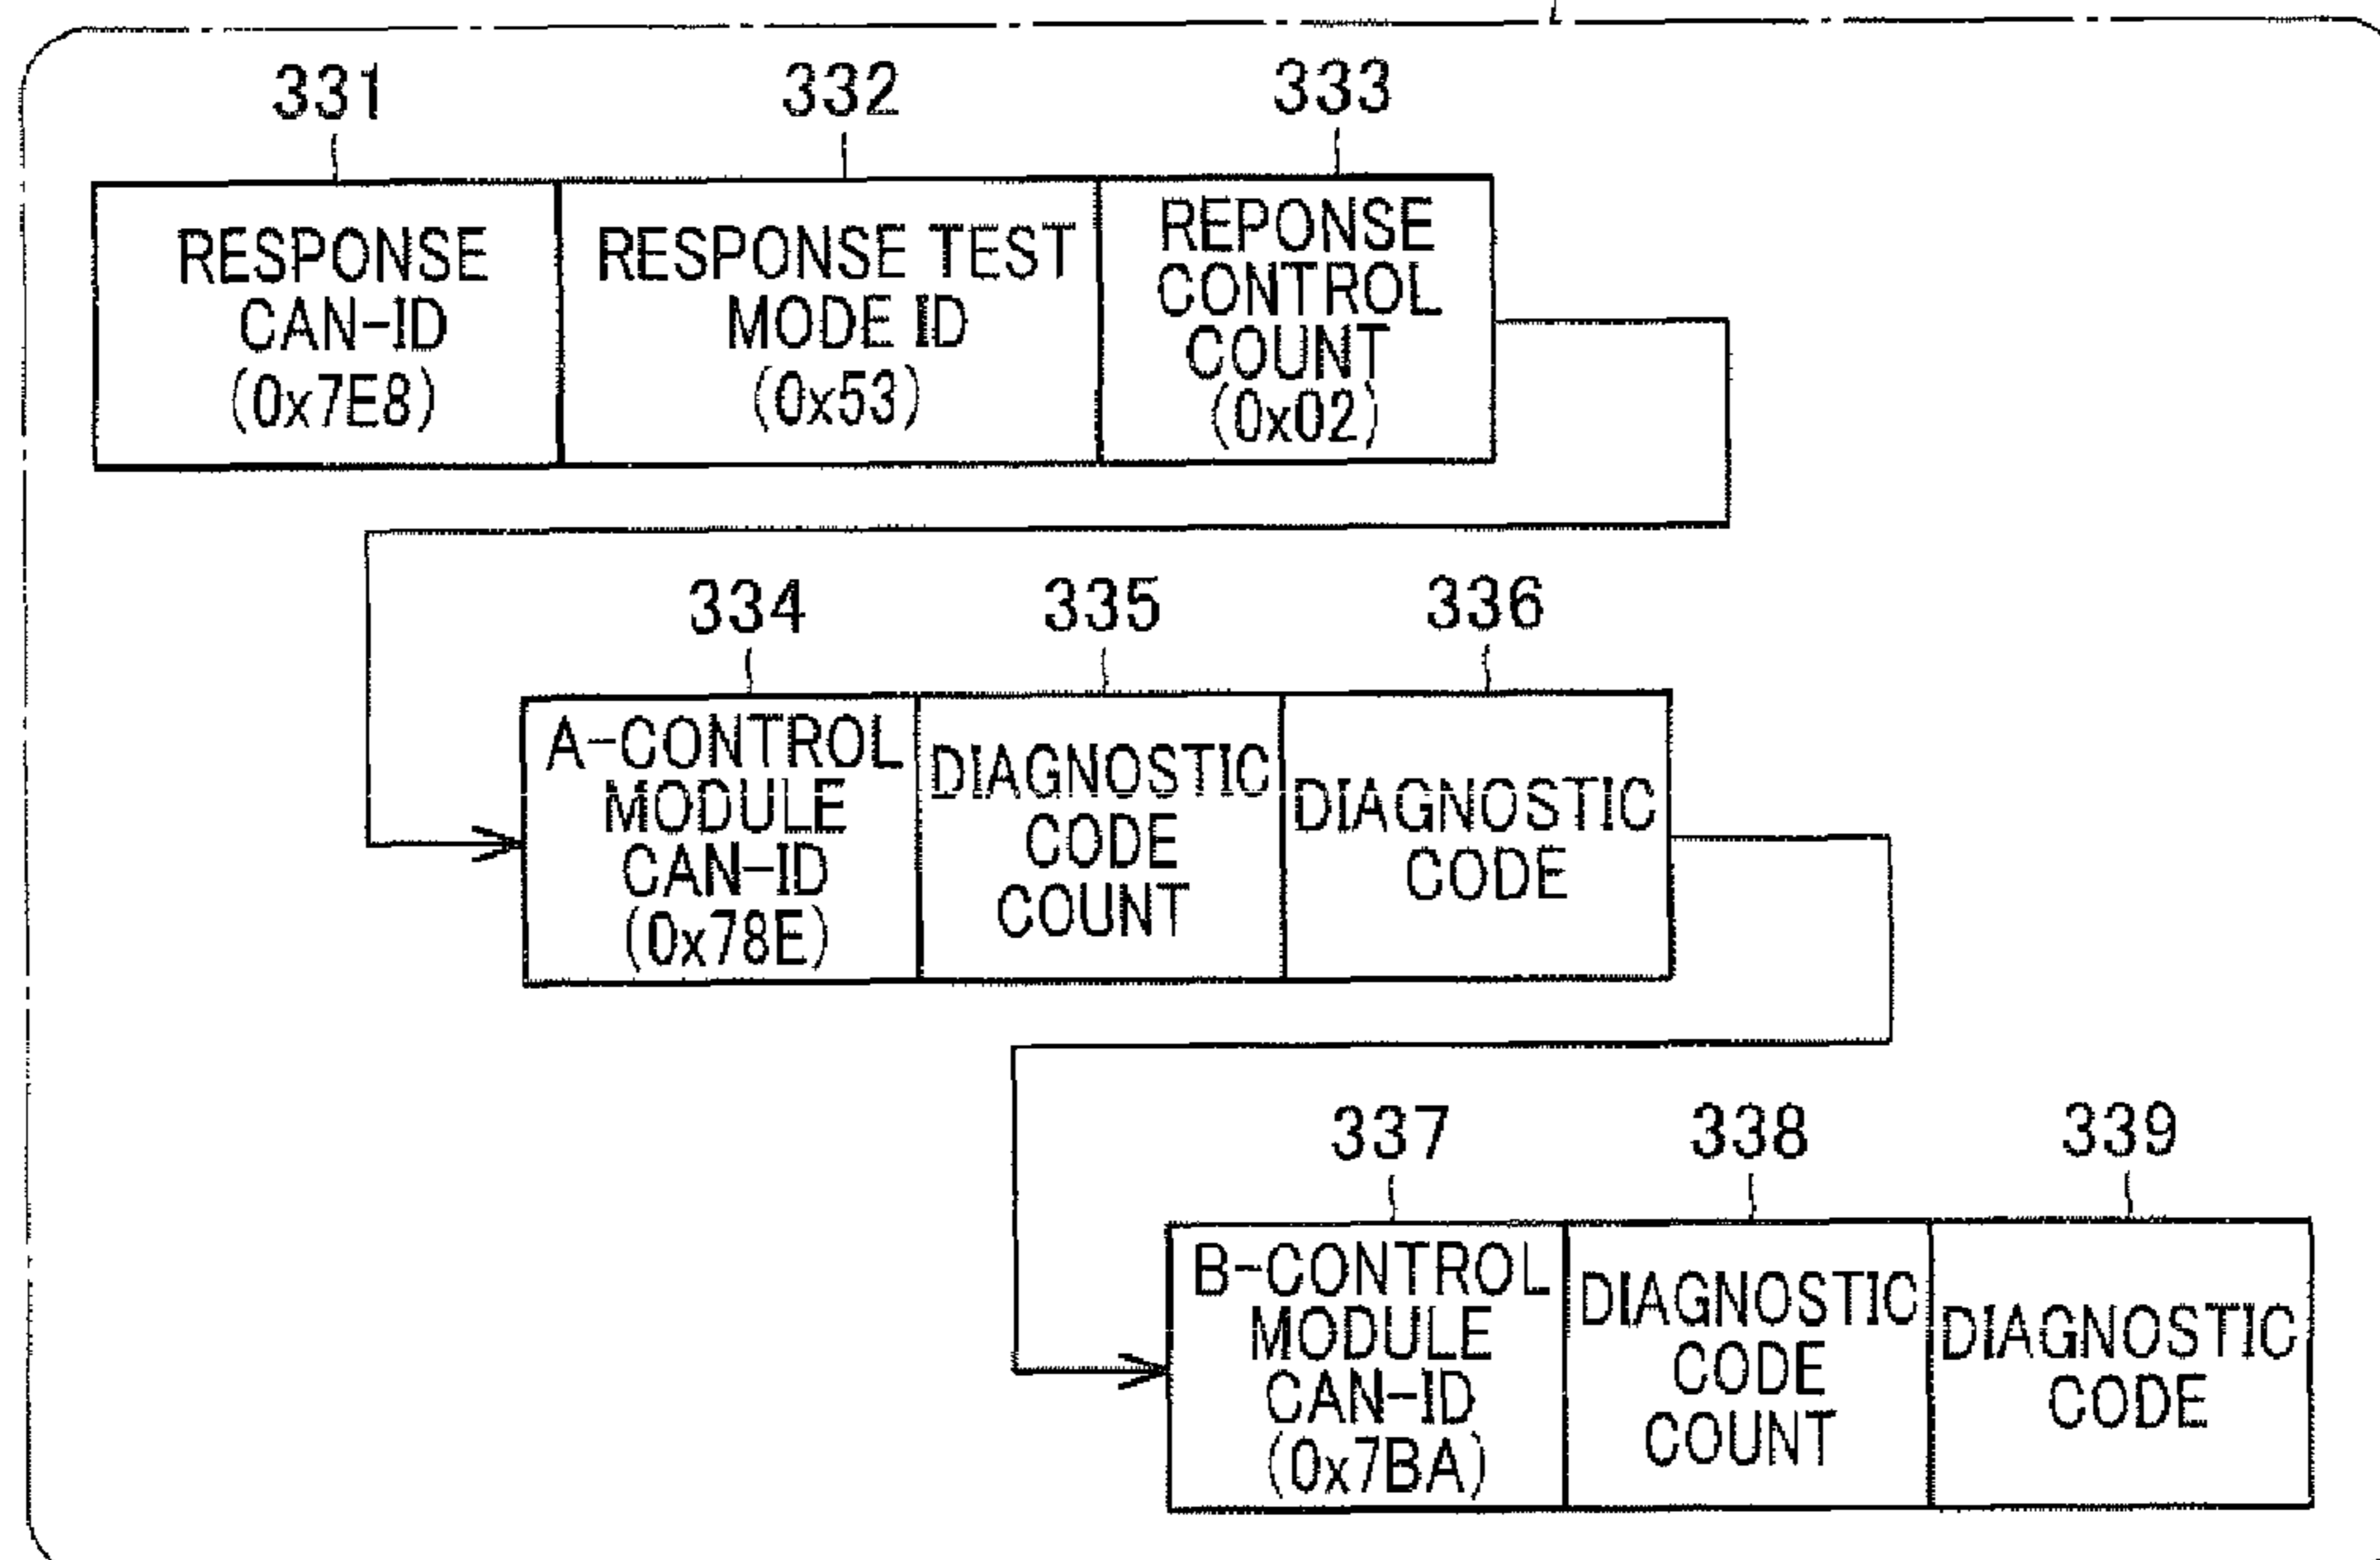 331 332 333
RESPONSE
CAN-ID
(0x7E8)
RESPONSE TEST
MODE ID
(0x53)
REPONSE
CONTROL
COUNT
(0x02)
334 335 336
A-CONTROL
MODULE
CAN-ID
(0x78E)
DIAGNOSTIC
CODE
COUNT
DIAGNOSTIC
CODE
337 338 339
B-CONTROL
MODULE
CAN-ID
(0x7BA)
DIAGNOSTIC
CODE
COUNT
DIAGNOSTIC
CODE